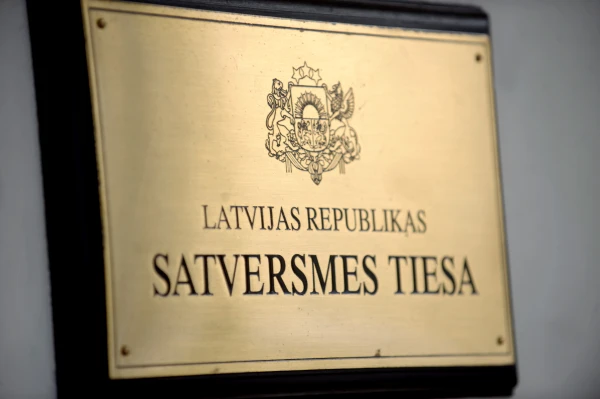 LATVIJAS REPUBLIKAS
SATVERSMES TIESA